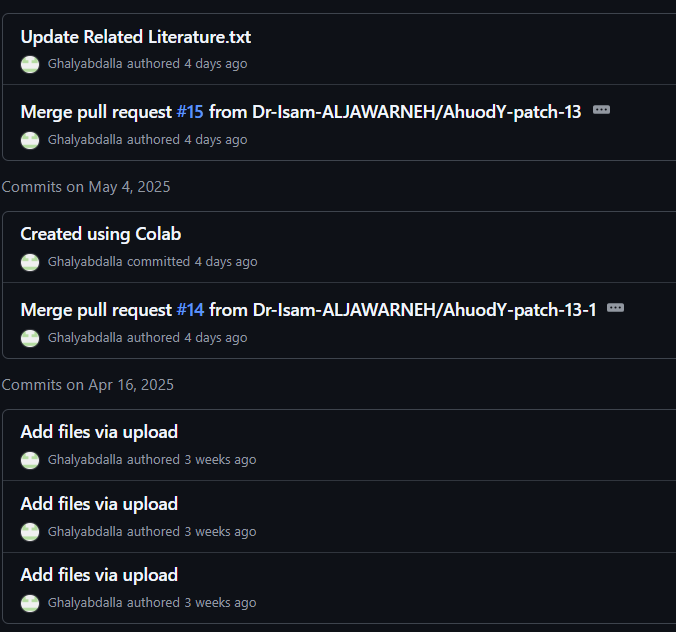 Update Related Literature.txt
Ghalyabdalla authored 4 days ago
Merge pull request #15 from Dr-Isam-ALJAWARNEH/AhuodY-patch-13
Ghalyabdalla authored 4 days ago
Commits on May 4, 2025
Created using Colab
Ghalyabdalla committed 4 days ago
Merge pull request #14 from Dr-Isam-ALJAWARNEH/AhuodY-patch-13-1
Ghalyabdalla authored 4 days ago
Commits on Apr 16, 2025
Add files via upload
Ghalyabdalla authored 3 weeks ago
Add files via upload
Ghalyabdalla authored 3 weeks ago
Add files via upload
Ghalyabdalla authored 3 weeks ago